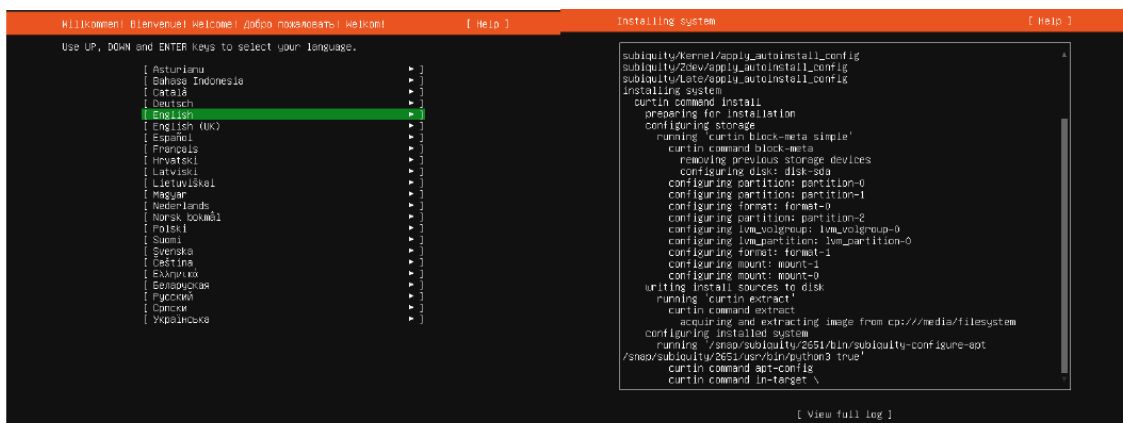 Willkommen! Bienvenue! Welcome! Добро пожаловать! Welkom!
[ Help ]
Use UP, DOWN and ENTER keys to select your language.
[ Asturianu ► ]
[ Bahasa Indonesia ► ]
[ Català ► ]
[ Deutsch ► ]
[ English ► ]
[ English (UK) ► ]
[ Español ► ]
[ Français ► ]
[ Hrvatski ► ]
[ Latviski ► ]
[ Lietuviškai ► ]
[ Magyar ► ]
[ Nederlands ► ]
[ Norsk bokmål ► ]
[ Polski ► ]
[ Suomi ► ]
[ Svenska ► ]
[ Čeština ► ]
[ Ελληνικά ► ]
[ Беларуская ► ]
[ Русский ► ]
[ Српски ► ]
[ Українська ► ]
Installing system
[ Help ]
subiquity/Kernel/apply_autoinstall_config
subiquity/Zdev/apply_autoinstall_config
subiquity/Late/apply_autoinstall_config
installing system
curtin command install
preparing for installation
configuring storage
running 'curtin block-meta simple'
curtin command block-meta
removing previous storage devices
configuring disk: disk-sda
configuring partition: partition-0
configuring partition: partition-1
configuring format: format-0
configuring partition: partition-2
configuring lvm_volgroup: lvm_volgroup-0
configuring lvm_partition: lvm_partition-0
configuring format: format-1
configuring mount: mount-1
configuring mount: mount-0
writing install sources to disk
running 'curtin extract'
curtin command extract
acquiring and extracting image from cp:///media/filesystem
configuring installed system
running '/snap/subiquity/2651/bin/subiquity-configure-apt
/snap/subiquity/2651/usr/bin/python3 true'
curtin command apt-config
curtin command in-target \
[ View full log ]